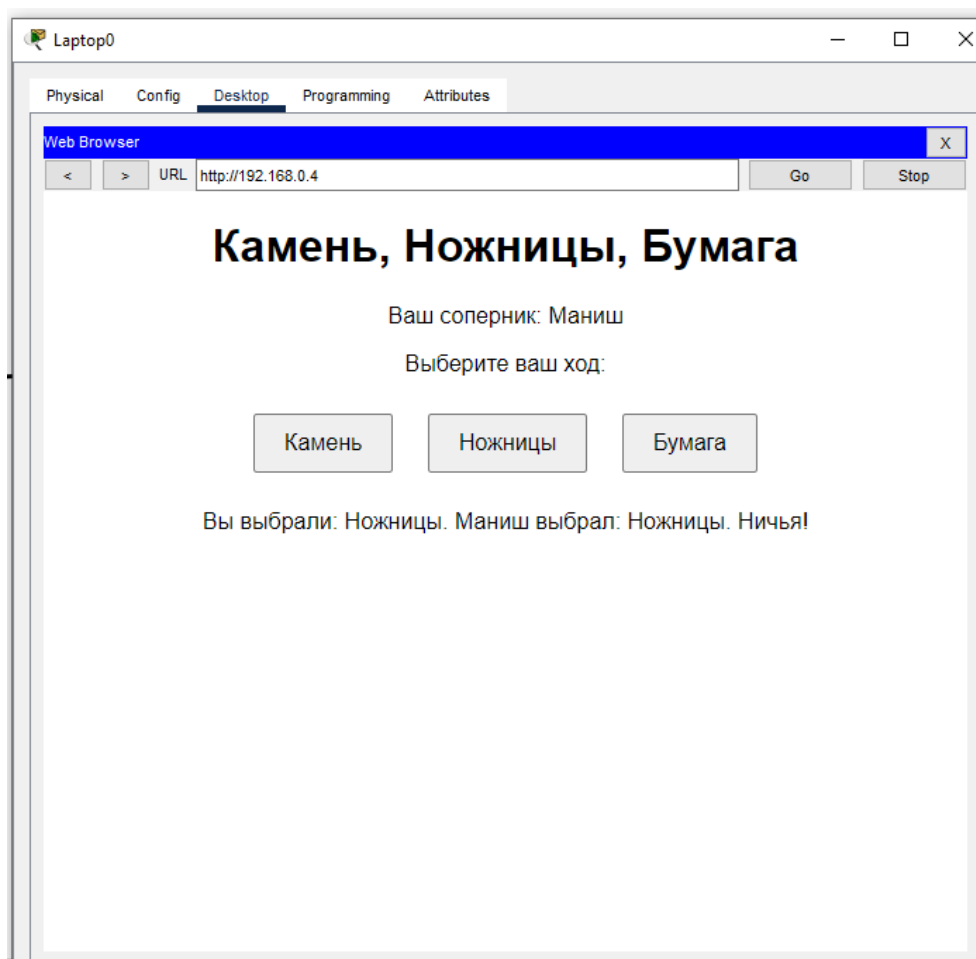 Laptop0
Physical Config Desktop Programming Attributes
Web Browser X
< > URL http://192.168.0.4 Go Stop
Камень, Ножницы, Бумага
Ваш соперник: Маниш
Выберите ваш ход:
Камень Ножницы Бумага
Вы выбрали: Ножницы. Маниш выбрал: Ножницы. Ничья!